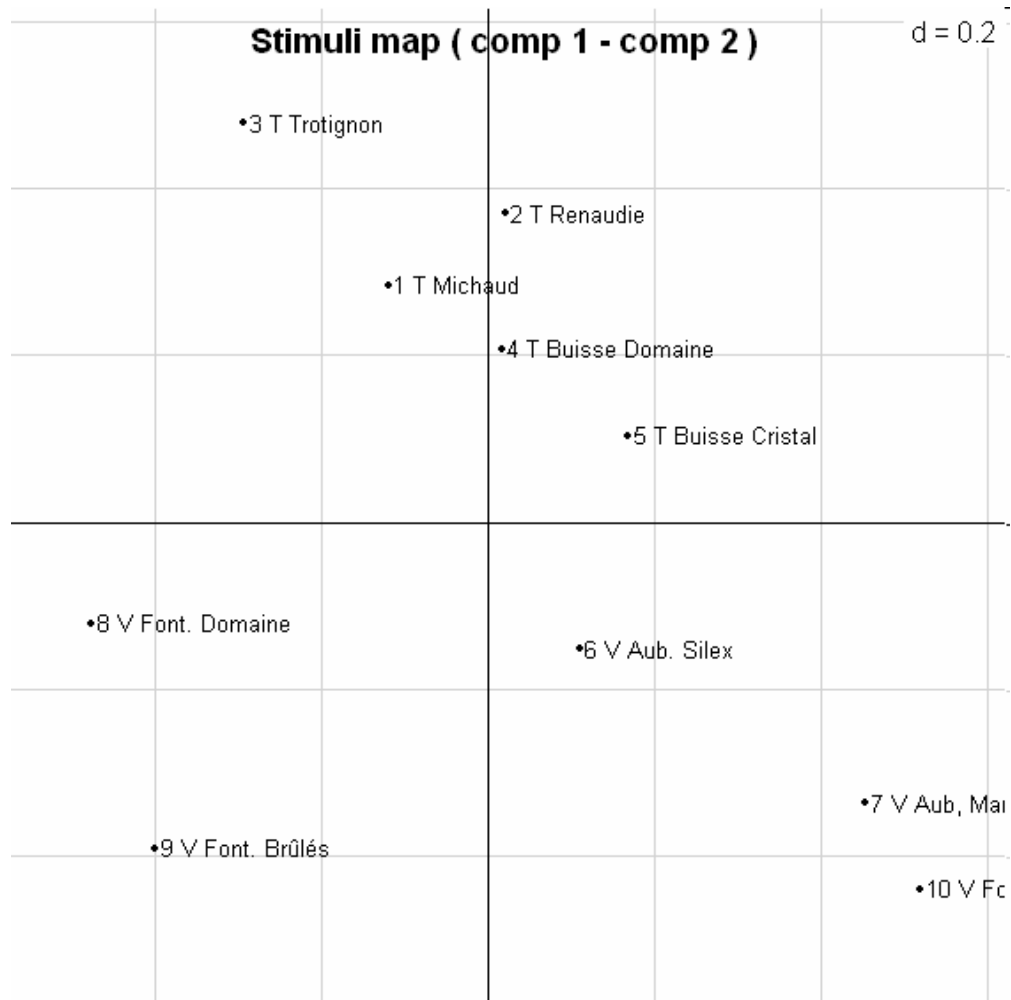 Stimuli map ( comp 1 - comp 2 )
d = 0.2
3 T Trotignon
2 T Renaudie
1 T Michaud
4 T Buisse Domaine
5 T Buisse Cristal
8 V Font. Domaine
6 V Aub. Silex
7 V Aub,
9 V Font. Brûlés
10 V